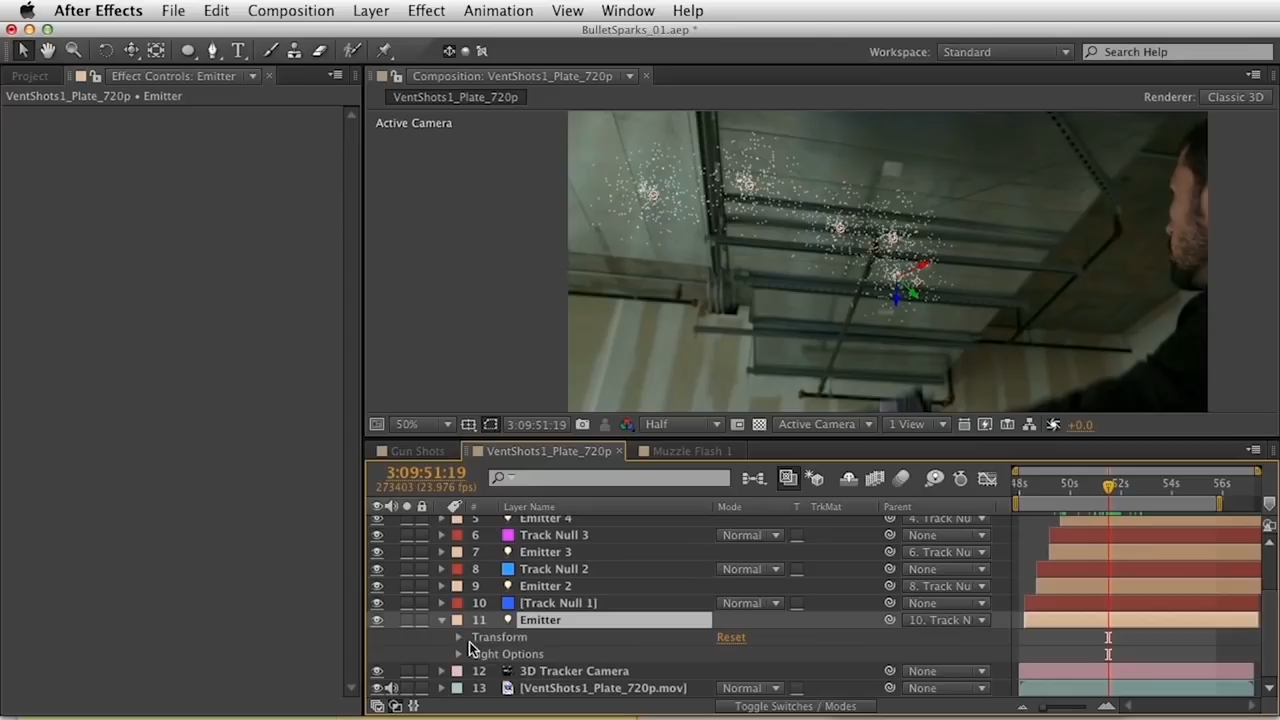 After Effects File Edit Composition Layer Effect Animation View Window Help
BulletSparks_01.aep *
Workspace: Standard Search Help
Project Effect Controls: Emitter Composition: VentShots1_Plate_720p
VentShots1_Plate_720p • Emitter VentShots1_Plate_720p Renderer: Classic 3D
Active Camera
50% 3:09:51:19 Half Active Camera 1 View +0.0
Gun Shots VentShots1_Plate_720p Muzzle Flash 1
3:09:51:19
273403 (23.976 fps) 48s 50s 52s 54s 56s
# Layer Name Mode T TrkMat Parent
5 Emitter 4 4. Track Nu
6 Track Null 3 Normal None
7 Emitter 3 6. Track Nu
8 Track Null 2 Normal None
9 Emitter 2 8. Track Nu
10 [Track Null 1] Normal None
11 Emitter 10. Track N
Transform Reset
Light Options
12 3D Tracker Camera None
13 [VentShots1_Plate_720p.mov] Normal None
Toggle Switches / Modes